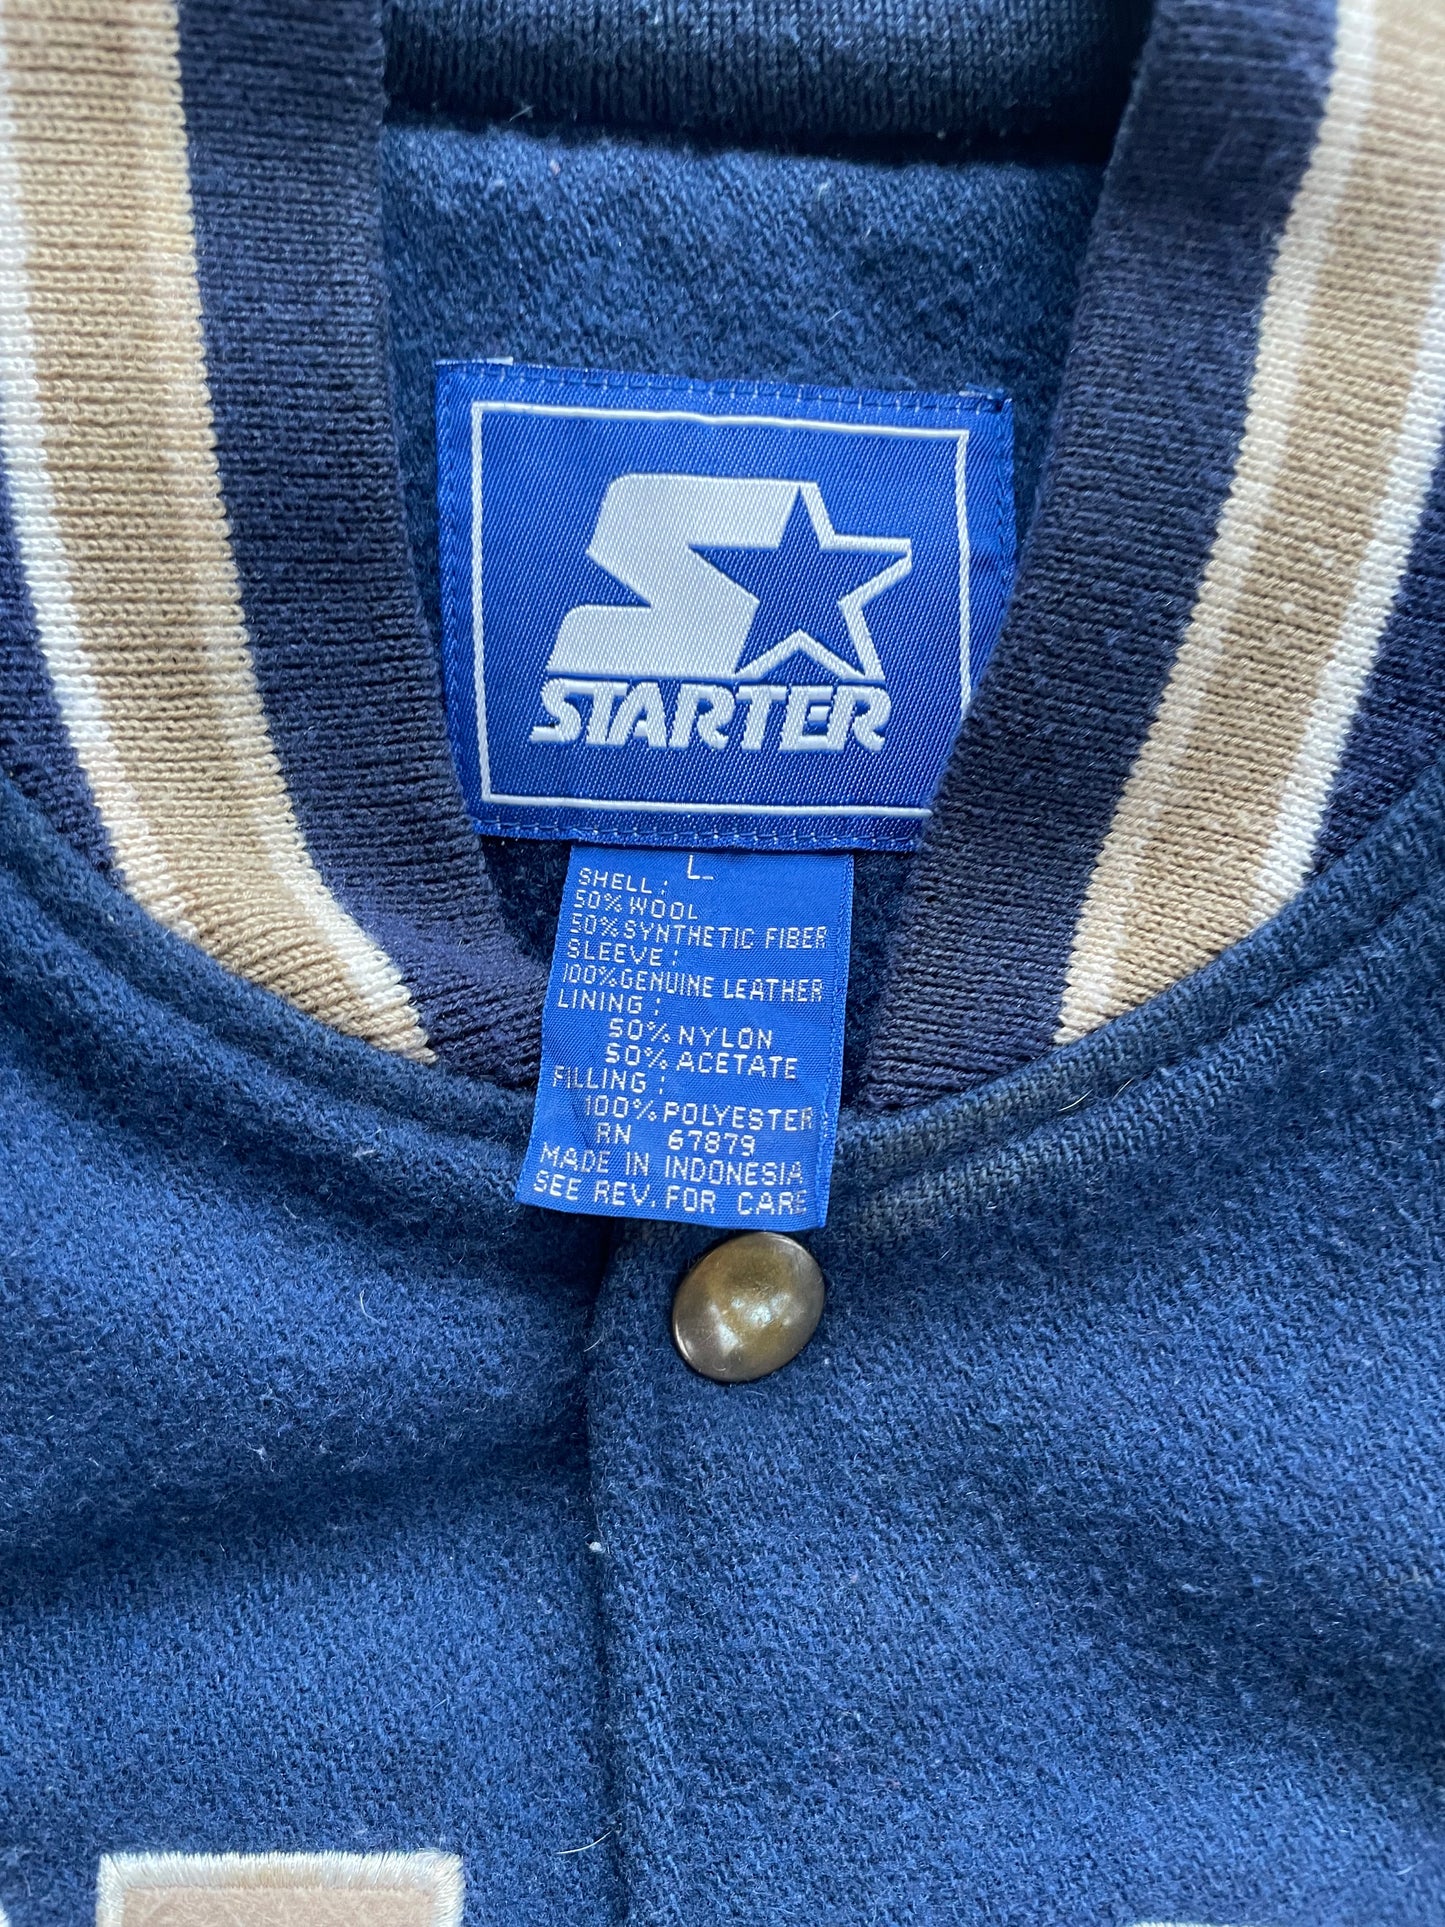 STARTER
L
SHELL:
50% WOOL
50% SYNTHETIC FIBER
SLEEVE:
100% GENUINE LEATHER
LINING:
50% NYLON
50% ACETATE
FILLING:
100% POLYESTER
RN 67879
MADE IN INDONESIA
SEE REV. FOR CARE